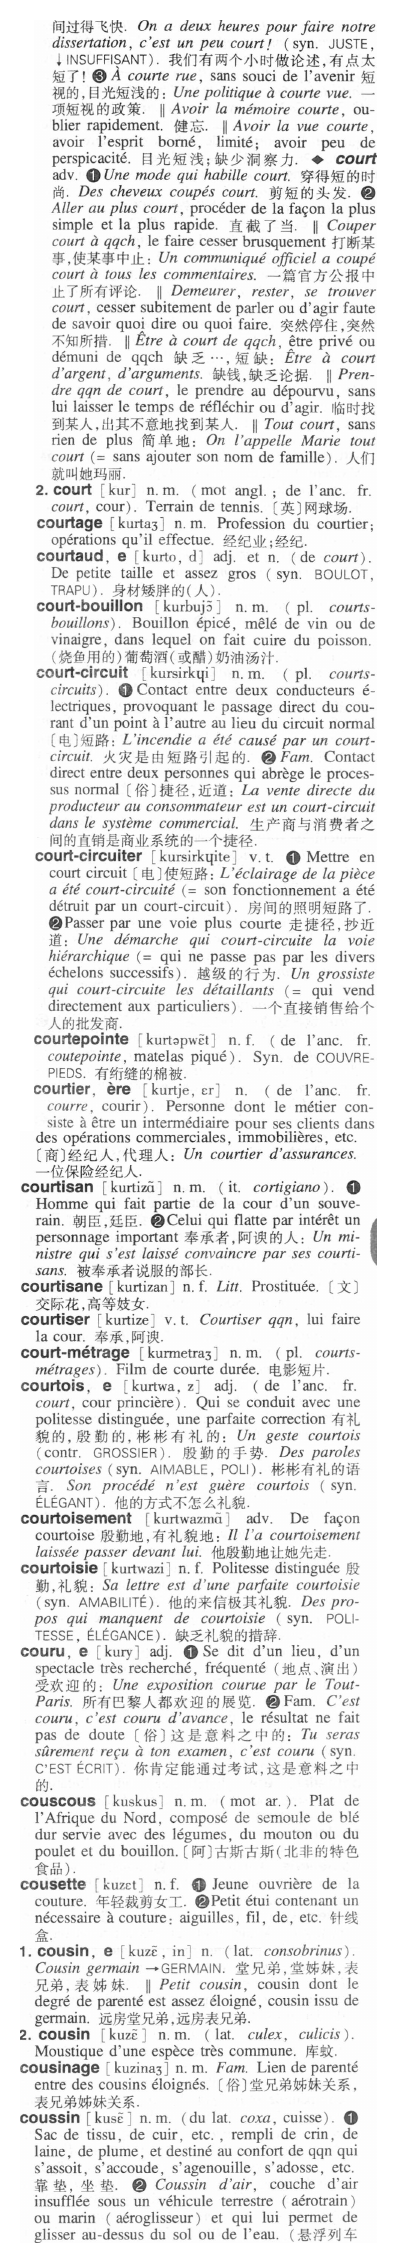 间过得飞快. On a deux heures pour faire notre
dissertation, c'est un peu court! (syn. JUSTE,
↓INSUFFISANT). 我们有两个小时做论述,有点太
短了! ❸ À courte rue, sans souci de l'avenir 短
视的,目光短浅的: Une politique à courte vue. 一
项短视的政策. ‖ Avoir la mémoire courte, ou-
blier rapidement. 健忘. ‖ Avoir la vue courte,
avoir l'esprit borné, limité; avoir peu de
perspicacité. 目光短浅;缺少洞察力. ◆ court
adv. ❶ Une mode qui habille court. 穿得短的时
尚. Des cheveux coupés court. 剪短的头发. ❷
Aller au plus court, procéder de la façon la plus
simple et la plus rapide. 直截了当. ‖ Couper
court à qqch, le faire cesser brusquement 打断某
事,使某事中止: Un communiqué officiel a coupé
court à tous les commentaires. 一篇官方公报中
止了所有评论. ‖ Demeurer, rester, se trouver
court, cesser subitement de parler ou d'agir faute
de savoir quoi dire ou quoi faire. 突然停住,突然
不知所措. ‖ Être à court de qqch, être privé ou
démuni de qqch 缺乏…,短缺: Être à court
d'argent, d'arguments. 缺钱,缺乏论据. ‖ Pren-
dre qqn de court, le prendre au dépourvu, sans
lui laisser le temps de réfléchir ou d'agir. 临时找
到某人,出其不意地找到某人. ‖ Tout court, sans
rien de plus 简单地: On l'appelle Marie tout
court (= sans ajouter son nom de famille). 人们
就叫她玛丽.
2. court [kur] n. m. (mot angl.; de l'anc. fr.
court, cour). Terrain de tennis. [英]网球场.
courtage [kurtaʒ] n. m. Profession du courtier;
opérations qu'il effectue. 经纪业;经纪.
courtaud, e [kurto, d] adj. et n. (de court).
De petite taille et assez gros (syn. BOULOT,
TRAPU). 身材矮胖的(人).
court-bouillon [kurbujɔ̃] n. m. (pl. courts-
bouillons). Bouillon épicé, mêlé de vin ou de
vinaigre, dans lequel on fait cuire du poisson.
(烧鱼用的)葡萄酒(或醋)奶油汤汁.
court-circuit [kursirkɥi] n. m. (pl. courts-
circuits). ❶ Contact entre deux conducteurs é-
lectriques, provoquant le passage direct du cou-
rant d'un point à l'autre au lieu du circuit normal
[电]短路: L'incendie a été causé par un court-
circuit. 火灾是由短路引起的. ❷ Fam. Contact
direct entre deux personnes qui abrège le proces-
sus normal [俗]捷径,近道: La vente directe du
producteur au consommateur est un court-circuit
dans le système commercial. 生产商与消费者之
间的直销是商业系统的一个捷径.
court-circuiter [kursirkɥite] v. t. ❶ Mettre en
court circuit [电]使短路: L'éclairage de la pièce
a été court-circuité (= son fonctionnement a été
détruit par un court-circuit). 房间的照明短路了.
❷ Passer par une voie plus courte 走捷径,抄近
道: Une démarche qui court-circuite la voie
hiérarchique (= qui ne passe pas par les divers
échelons successifs). 越级的行为. Un grossiste
qui court-circuite les détaillants (= qui vend
directement aux particuliers). 一个直接销售给个
人的批发商.
courtepointe [kurtəpwɛ̃t] n. f. (de l'anc. fr.
coutepointe, matelas piqué). Syn. de COUVRE-
PIEDS. 有绗缝的棉被.
courtier, ère [kurtje, ɛr] n. (de l'anc. fr.
courre, courir). Personne dont le métier con-
siste à être un intermédiaire pour ses clients dans
des opérations commerciales, immobilières, etc.
[商]经纪人,代理人: Un courtier d'assurances.
一位保险经纪人.
courtisan [kurtizɑ̃] n. m. (it. cortigiano). ❶
Homme qui fait partie de la cour d'un souve-
rain. 朝臣,廷臣. ❷ Celui qui flatte par intérêt un
personnage important 奉承者,阿谀的人: Un mi-
nistre qui s'est laissé convaincre par ses courti-
sans. 被奉承者说服的部长.
courtisane [kurtizan] n. f. Litt. Prostituée. [文]
交际花,高等妓女.
courtiser [kurtize] v. t. Courtiser qqn, lui faire
la cour. 奉承,阿谀.
court-métrage [kurmetraʒ] n. m. (pl. courts-
métrages). Film de courte durée. 电影短片.
courtois, e [kurtwa, z] adj. (de l'anc. fr.
court, cour princière). Qui se conduit avec une
politesse distinguée, une parfaite correction 有礼
貌的,殷勤的,彬彬有礼的: Un geste courtois
(contr. GROSSIER). 殷勤的手势. Des paroles
courtoises (syn. AIMABLE, POLI). 彬彬有礼的语
言. Son procédé n'est guère courtois (syn.
ÉLÉGANT). 他的方式不怎么礼貌.
courtoisement [kurtwazmɑ̃] adv. De façon
courtoise 殷勤地,有礼貌地: Il l'a courtoisement
laissée passer devant lui. 他殷勤地让她先走.
courtoisie [kurtwazi] n. f. Politesse distinguée 殷
勤,礼貌: Sa lettre est d'une parfaite courtoisie
(syn. AMABILITÉ). 他的来信极其礼貌. Des pro-
pos qui manquent de courtoisie (syn. POLI-
TESSE, ÉLÉGANCE). 缺乏礼貌的措辞.
couru, e [kury] adj. ❶ Se dit d'un lieu, d'un
spectacle très recherché, fréquenté (地点、演出)
受欢迎的: Une exposition courue par le Tout-
Paris. 所有巴黎人都欢迎的展览. ❷ Fam. C'est
couru, c'est couru d'avance, le résultat ne fait
pas de doute [俗]这是意料之中的: Tu seras
sûrement reçu à ton examen, c'est couru (syn.
C'EST ÉCRIT). 你肯定能通过考试,这是意料之中
的.
couscous [kuskus] n. m. (mot ar.). Plat de
l'Afrique du Nord, composé de semoule de blé
dur servie avec des légumes, du mouton ou du
poulet et du bouillon. [阿]古斯古斯(北非的特色
食品).
cousette [kuzɛt] n. f. ❶ Jeune ouvrière de la
couture. 年轻裁剪女工. ❷ Petit étui contenant un
nécessaire à couture: aiguilles, fil, de, etc. 针线
盒.
1. cousin, e [kuzɛ̃, in] n. (lat. consobrinus).
Cousin germain →GERMAIN. 堂兄弟,堂姊妹,表
兄弟,表姊妹. ‖ Petit cousin, cousin dont le
degré de parenté est assez éloigné, cousin issu de
germain. 远房堂兄弟,远房表兄弟.
2. cousin [kuzɛ̃] n. m. (lat. culex, culicis).
Moustique d'une espèce très commune. 库蚊.
cousinage [kuzinaʒ] n. m. Fam. Lien de parenté
entre des cousins éloignés. [俗]堂兄弟姊妹关系,
表兄弟姊妹关系.
coussin [kusɛ̃] n. m. (du lat. coxa, cuisse). ❶
Sac de tissu, de cuir, etc., rempli de crin, de
laine, de plume, et destiné au confort de qqn qui
s'assoit, s'accoude, s'agenouille, s'adosse, etc.
靠垫,坐垫. ❷ Coussin d'air, couche d'air
insufflée sous un véhicule terrestre (aérotrain)
ou marin (aéroglisseur) et qui lui permet de
glisser au-dessus du sol ou de l'eau. (悬浮列车